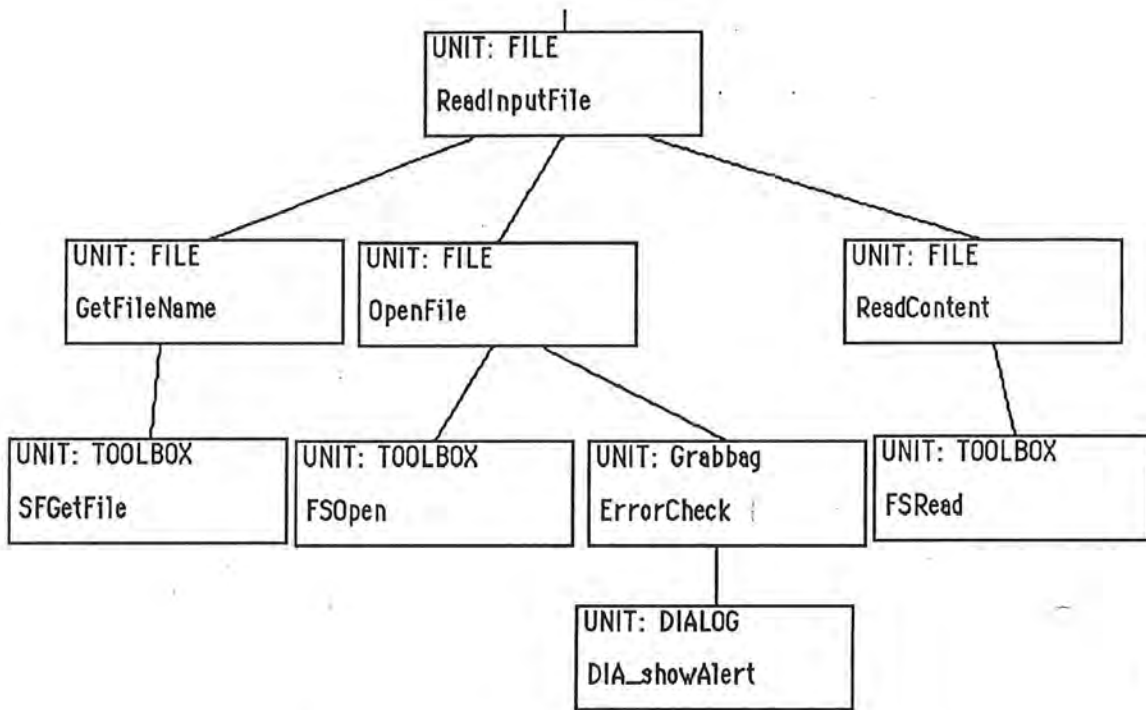 UNIT: FILE
ReadInputFile
UNIT: FILE
GetFileName
UNIT: FILE
OpenFile
UNIT: FILE
ReadContent
UNIT: TOOLBOX
SFGetFile
UNIT: TOOLBOX
FSOpen
UNIT: Grabbag
ErrorCheck
UNIT: TOOLBOX
FSRead
UNIT: DIALOG
DIA_showAlert